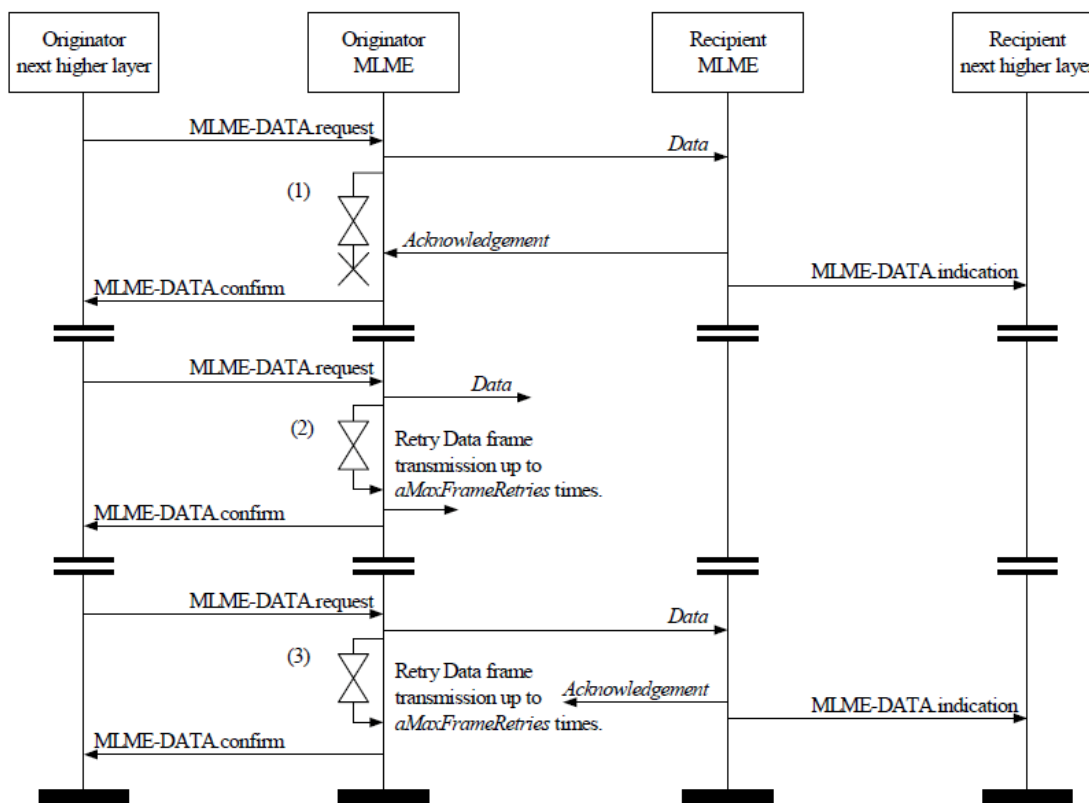 Originator
next higher layer
Originator
MLME
Recipient
MLME
Recipient
next higher layer
MLME-DATA.request
Data
(1)
Acknowledgement
MLME-DATA.indication
MLME-DATA.confirm
MLME-DATA.request
Data
(2)
Retry Data frame
transmission up to
aMaxFrameRetries times.
MLME-DATA.confirm
MLME-DATA.request
Data
(3)
Retry Data frame
transmission up to
aMaxFrameRetries times.
Acknowledgement
MLME-DATA.indication
MLME-DATA.confirm